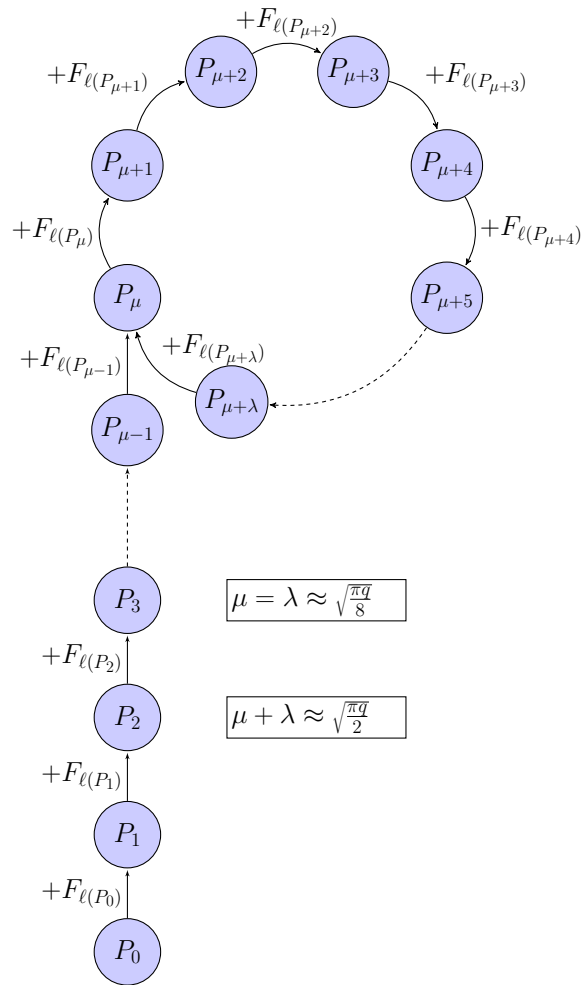 +F_{ℓ(P_{μ+2})}
P_{μ+2} P_{μ+3}
+F_{ℓ(P_{μ+1})} +F_{ℓ(P_{μ+3})}
P_{μ+1} P_{μ+4}
+F_{ℓ(P_μ)} +F_{ℓ(P_{μ+4})}
P_μ P_{μ+5}
+F_{ℓ(P_{μ-1})} +F_{ℓ(P_{μ+λ})}
P_{μ+λ}
P_{μ-1}
P_3 μ = λ ≈ √(πq/8)
+F_{ℓ(P_2)}
P_2 μ + λ ≈ √(πq/2)
+F_{ℓ(P_1)}
P_1
+F_{ℓ(P_0)}
P_0